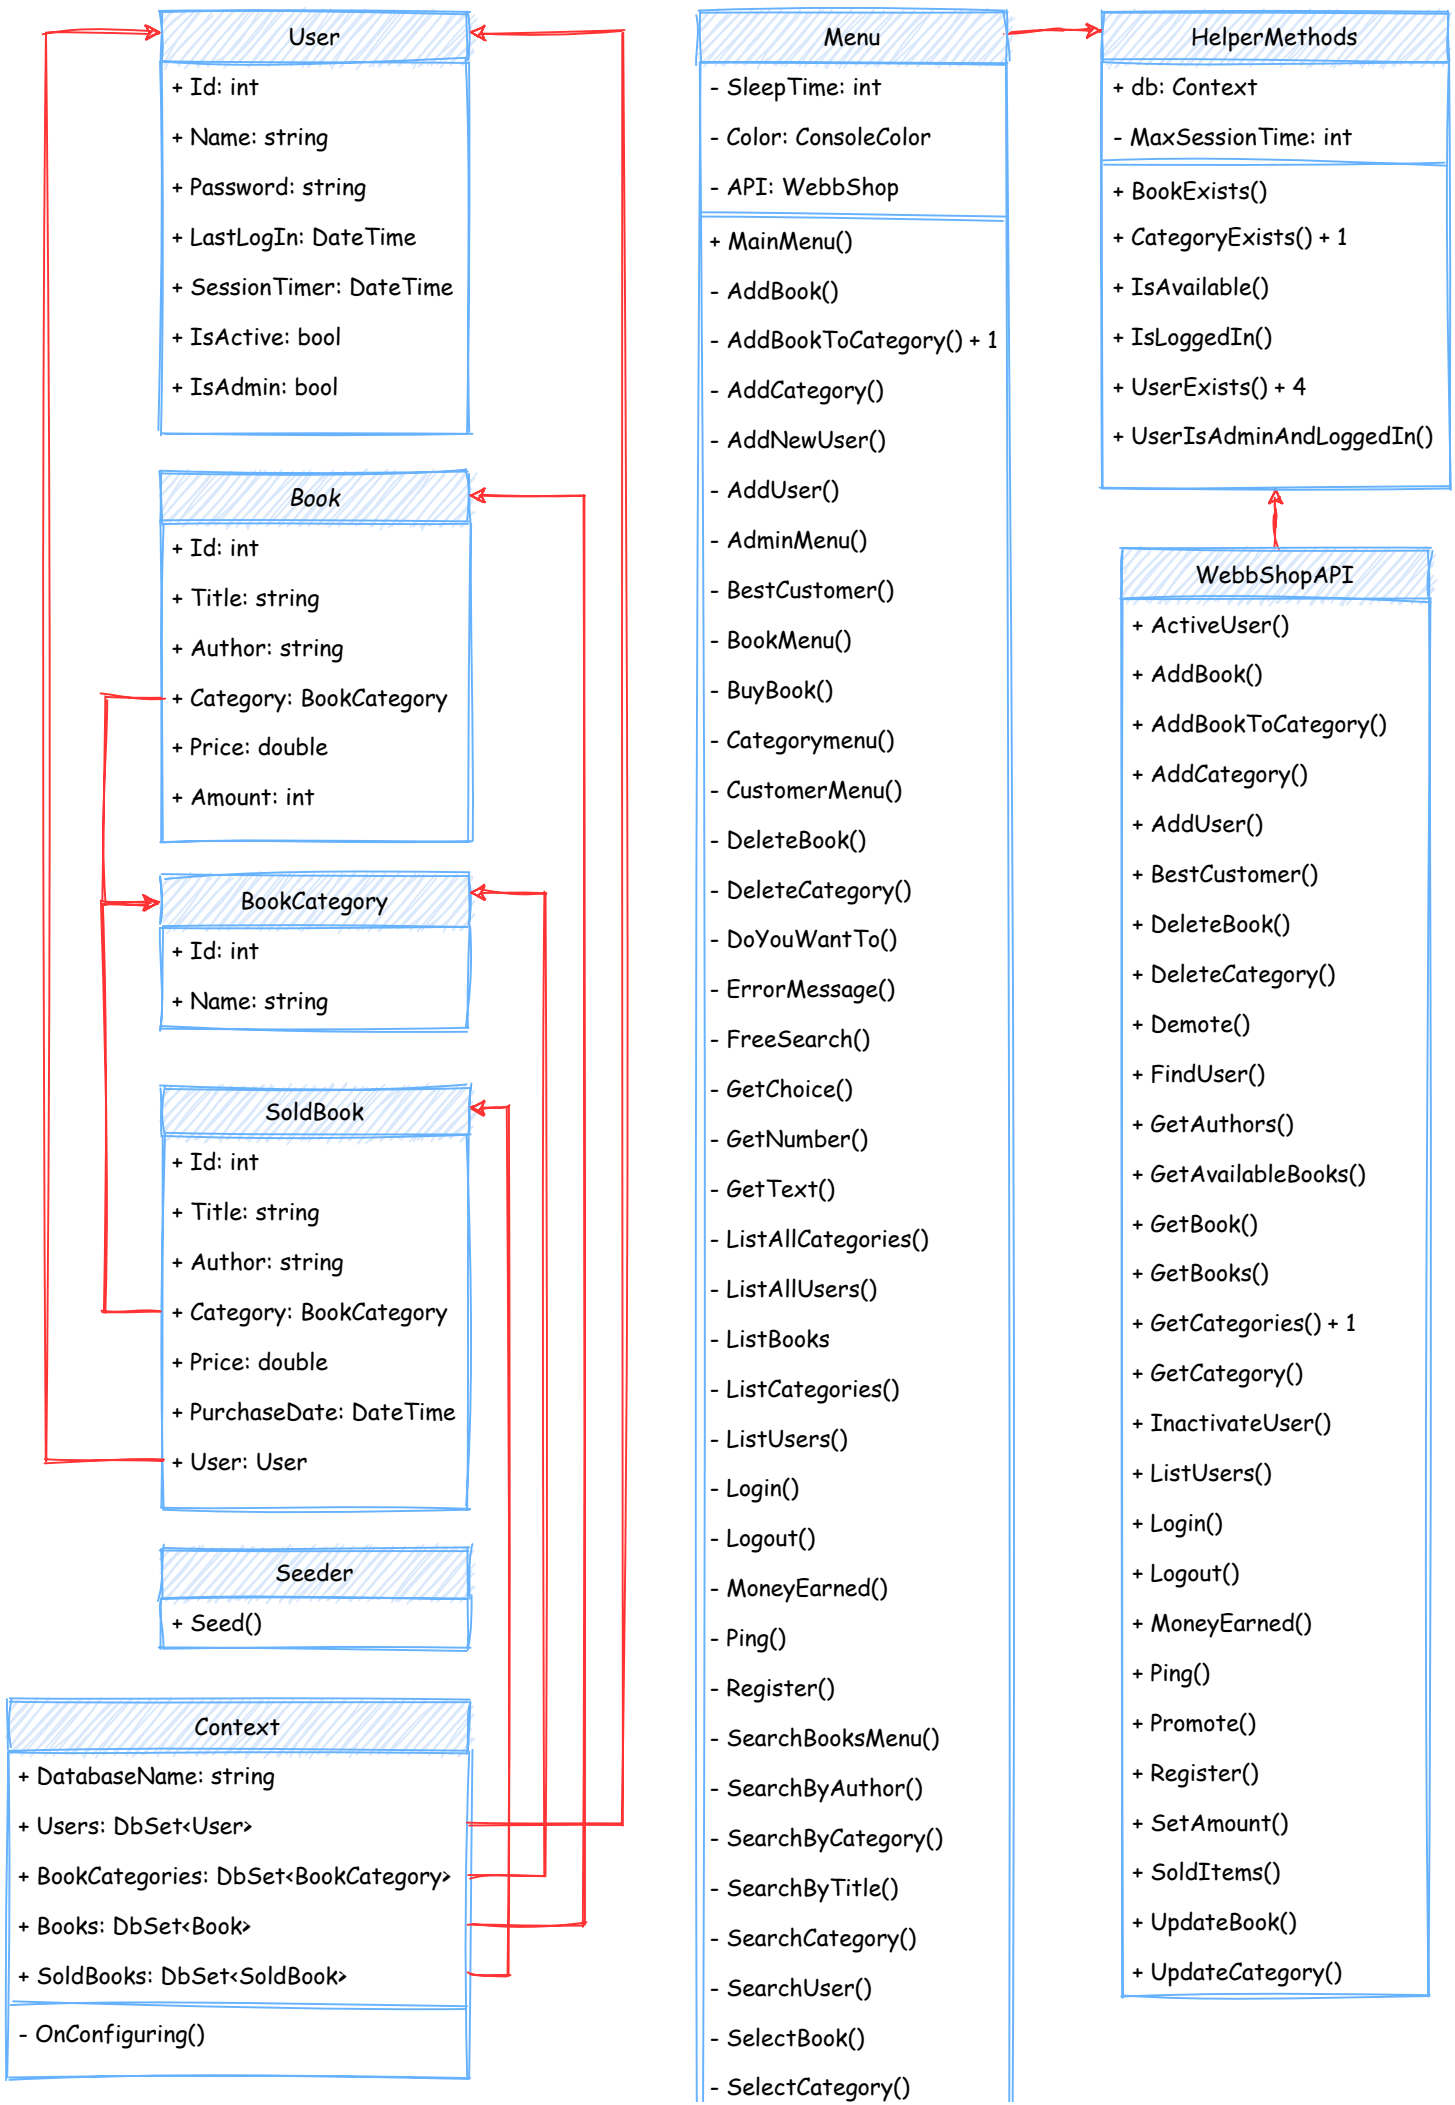 User
+ Id: int
+ Name: string
+ Password: string
+ LastLogIn: DateTime
+ SessionTimer: DateTime
+ IsActive: bool
+ IsAdmin: bool
Book
+ Id: int
+ Title: string
+ Author: string
+ Category: BookCategory
+ Price: double
+ Amount: int
BookCategory
+ Id: int
+ Name: string
SoldBook
+ Id: int
+ Title: string
+ Author: string
+ Category: BookCategory
+ Price: double
+ PurchaseDate: DateTime
+ User: User
Seeder
+ Seed()
Context
+ DatabaseName: string
+ Users: DbSet<User>
+ BookCategories: DbSet<BookCategory>
+ Books: DbSet<Book>
+ SoldBooks: DbSet<SoldBook>
- OnConfiguring()
Menu
- SleepTime: int
- Color: ConsoleColor
- API: WebbShop
+ MainMenu()
- AddBook()
- AddBookToCategory() + 1
- AddCategory()
- AddNewUser()
- AddUser()
- AdminMenu()
- BestCustomer()
- BookMenu()
- BuyBook()
- Categorymenu()
- CustomerMenu()
- DeleteBook()
- DeleteCategory()
- DoYouWantTo()
- ErrorMessage()
- FreeSearch()
- GetChoice()
- GetNumber()
- GetText()
- ListAllCategories()
- ListAllUsers()
- ListBooks
- ListCategories()
- ListUsers()
- Login()
- Logout()
- MoneyEarned()
- Ping()
- Register()
- SearchBooksMenu()
- SearchByAuthor()
- SearchByCategory()
- SearchByTitle()
- SearchCategory()
- SearchUser()
- SelectBook()
- SelectCategory()
HelperMethods
+ db: Context
- MaxSessionTime: int
+ BookExists()
+ CategoryExists() + 1
+ IsAvailable()
+ IsLoggedIn()
+ UserExists() + 4
+ UserIsAdminAndLoggedIn()
WebbShopAPI
+ ActiveUser()
+ AddBook()
+ AddBookToCategory()
+ AddCategory()
+ AddUser()
+ BestCustomer()
+ DeleteBook()
+ DeleteCategory()
+ Demote()
+ FindUser()
+ GetAuthors()
+ GetAvailableBooks()
+ GetBook()
+ GetBooks()
+ GetCategories() + 1
+ GetCategory()
+ InactivateUser()
+ ListUsers()
+ Login()
+ Logout()
+ MoneyEarned()
+ Ping()
+ Promote()
+ Register()
+ SetAmount()
+ SoldItems()
+ UpdateBook()
+ UpdateCategory()